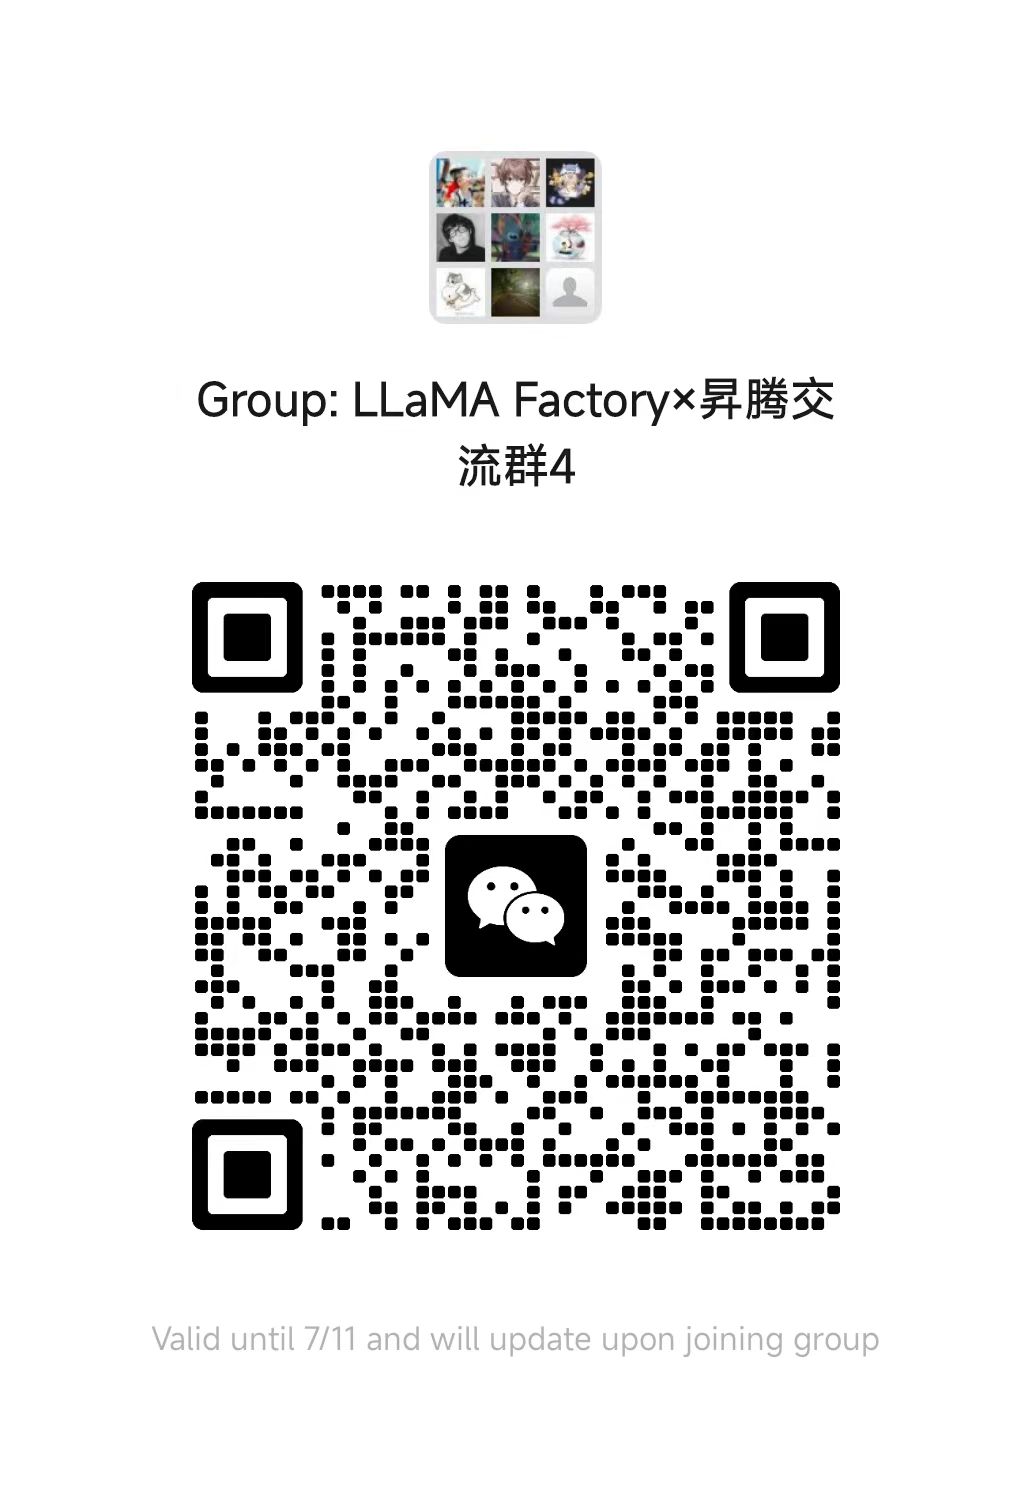 Group: LLaMA Factory×昇腾交
流群4
Valid until 7/11 and will update upon joining group